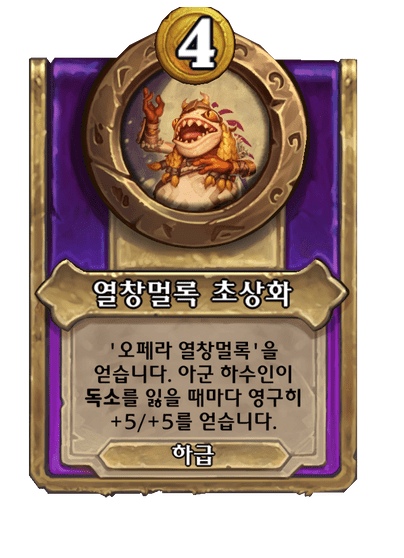 4
열창멀록 초상화
'오페라 열창멀록'을
얻습니다. 아군 하수인이
독소를 잃을 때마다 영구히
+5/+5를 얻습니다.
하급